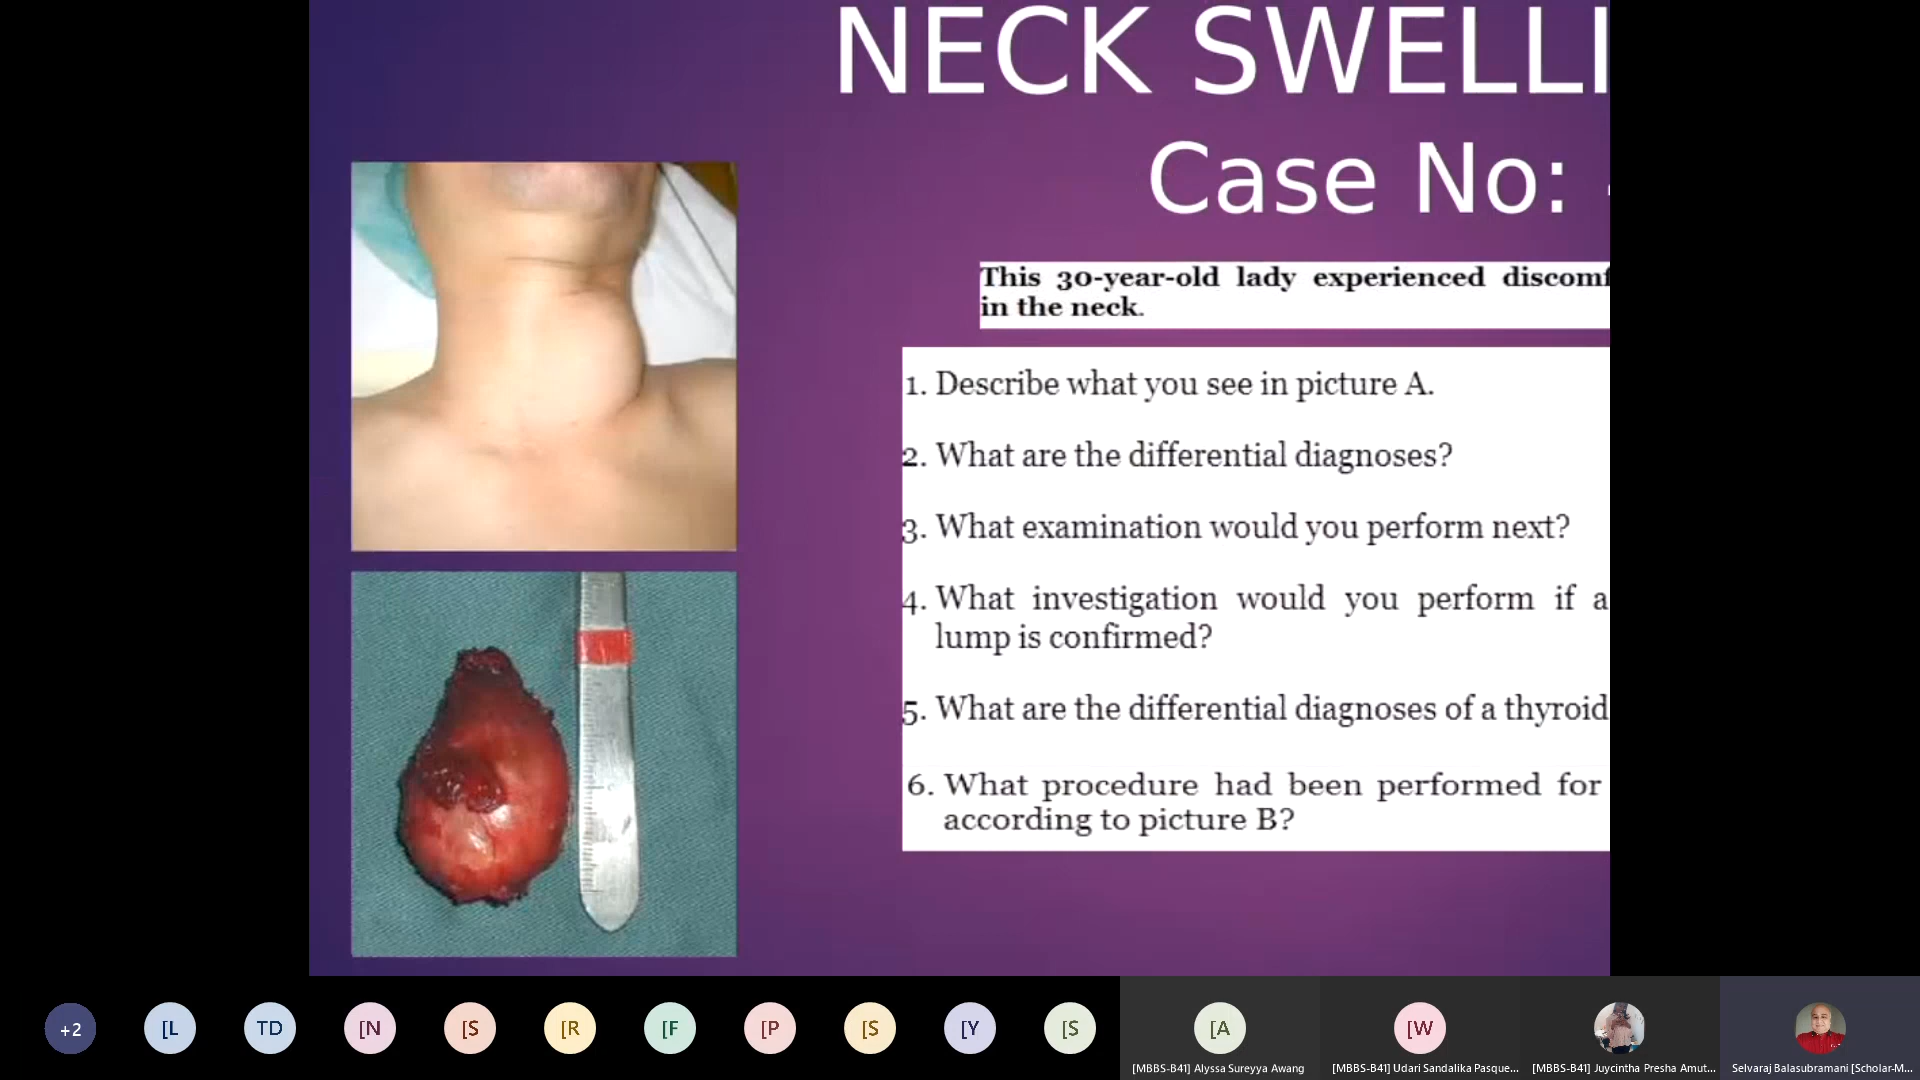 NECK SWELLI
Case No:
This 30-year-old lady experienced discomf
in the neck.
1. Describe what you see in picture A.
2. What are the differential diagnoses?
3. What examination would you perform next?
4. What investigation would you perform if a
lump is confirmed?
5. What are the differential diagnoses of a thyroid
6. What procedure had been performed for
according to picture B?
+2
[L
TD
[N
[S
[R
[F
[P
[S
[Y
[S
[A
[W
[MBBS-B41] Alyssa Sureyya Awang
[MBBS-B41] Udari Sandalika Pasque...
[MBBS-B41] Juycintha Presha Amut...
Selvaraj Balasubramani [Scholar-M...